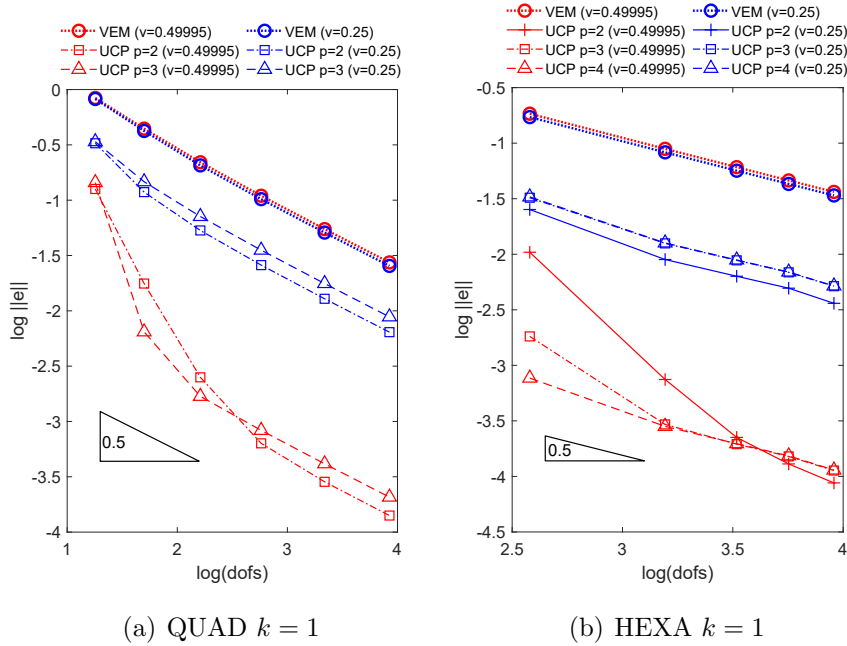 VEM (v=0.49995) VEM (v=0.25)
UCP p=2 (v=0.49995) UCP p=2 (v=0.25)
UCP p=3 (v=0.49995) UCP p=3 (v=0.25)
0
-0.5
-1
-1.5
-2
-2.5
-3
-3.5
-4
log ||e||
0.5
1 2 3 4
log(dofs)
(a) QUAD k = 1
VEM (v=0.49995) VEM (v=0.25)
UCP p=2 (v=0.49995) UCP p=2 (v=0.25)
UCP p=3 (v=0.49995) UCP p=3 (v=0.25)
UCP p=4 (v=0.49995) UCP p=4 (v=0.25)
-0.5
-1
-1.5
-2
-2.5
-3
-3.5
-4
-4.5
log ||e||
0.5
2.5 3 3.5 4
log(dofs)
(b) HEXA k = 1